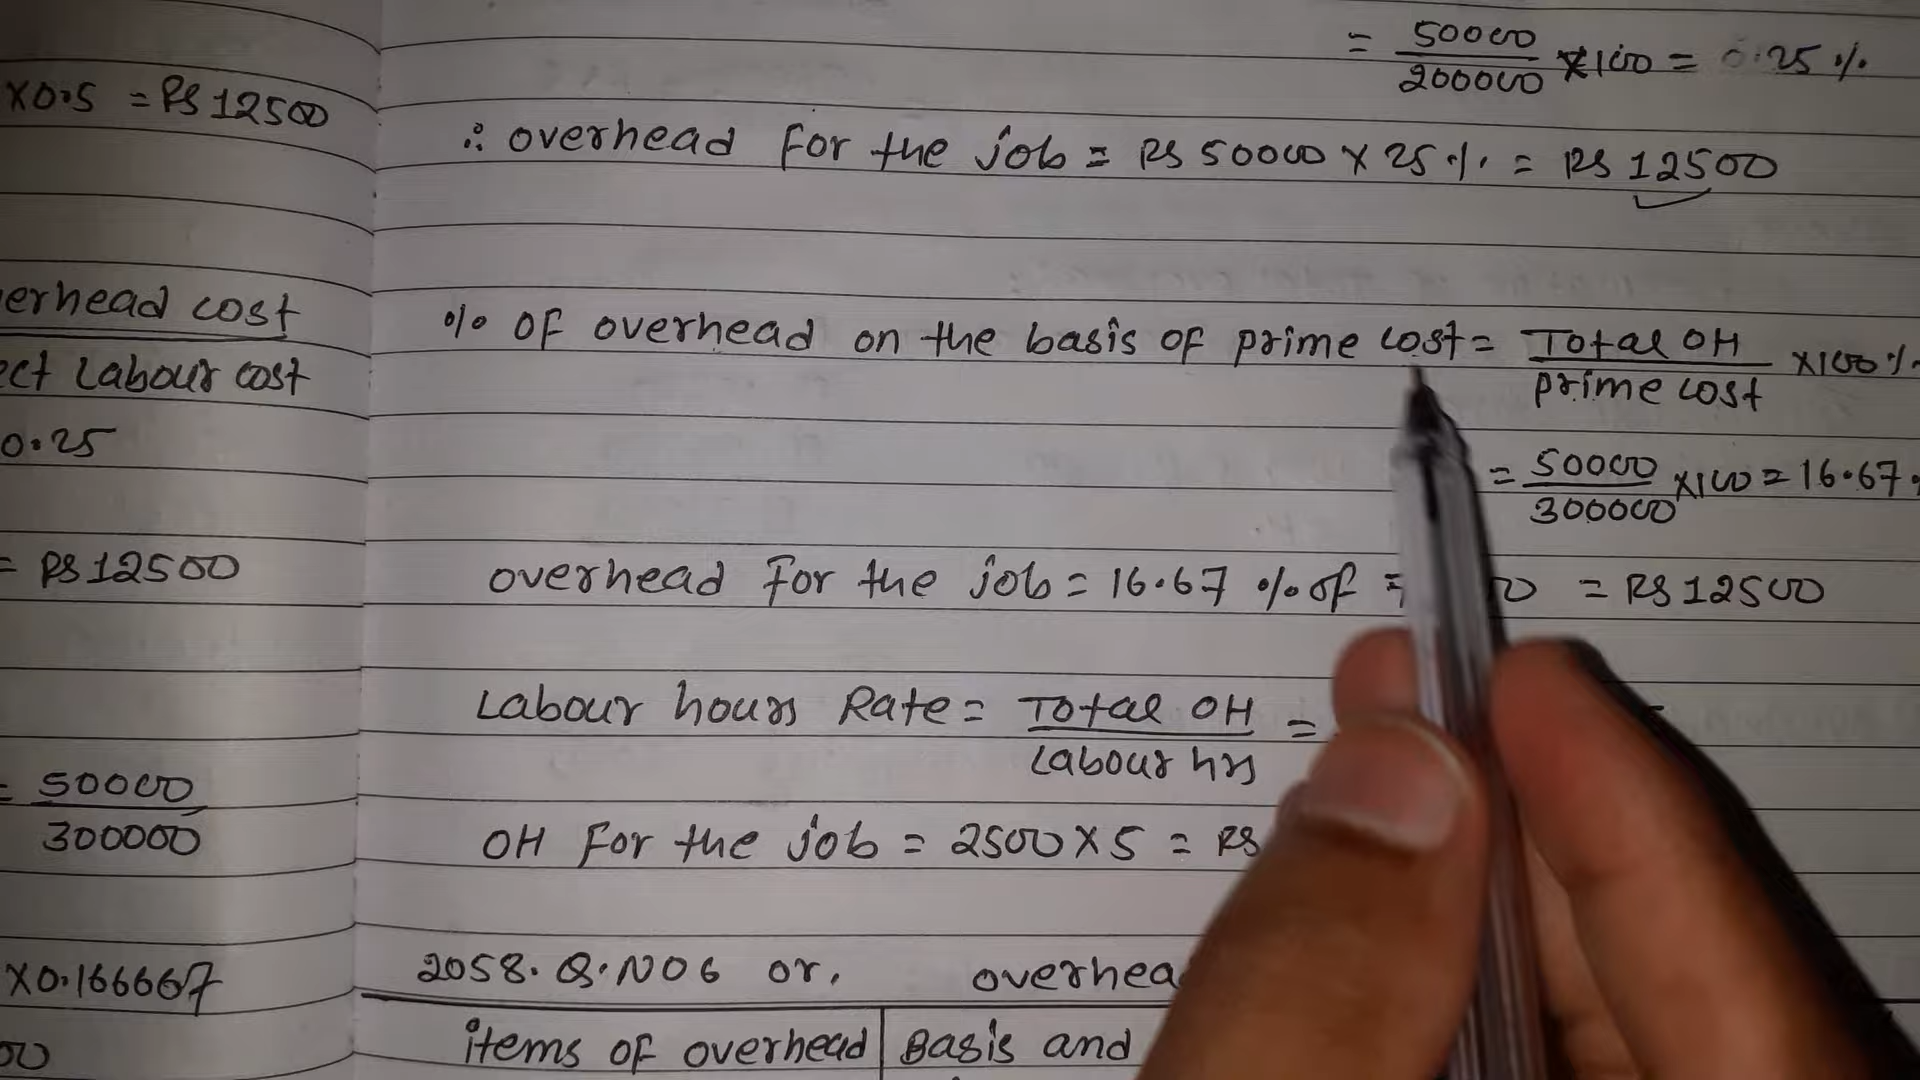 ×0.5 = Rs 12500
erhead cost
ect Labour cost
0.25
= Rs 12500
= 50000
300000
×0.166667
00
= 50000/200000 ×100 = 0.25 %
∴ overhead for the job = Rs 50000 × 25 % = Rs 12500
% of overhead on the basis of prime cost = Total OH/prime cost ×100 %
= 50000/300000 ×100 = 16.67
overhead for the job = 16.67 % of = Rs 12500
Labour hours Rate = Total OH/Labour hrs =
OH for the job = 2500 × 5 = Rs
2058. Q.NO 6 or, overhea
items of overhead | Basis and